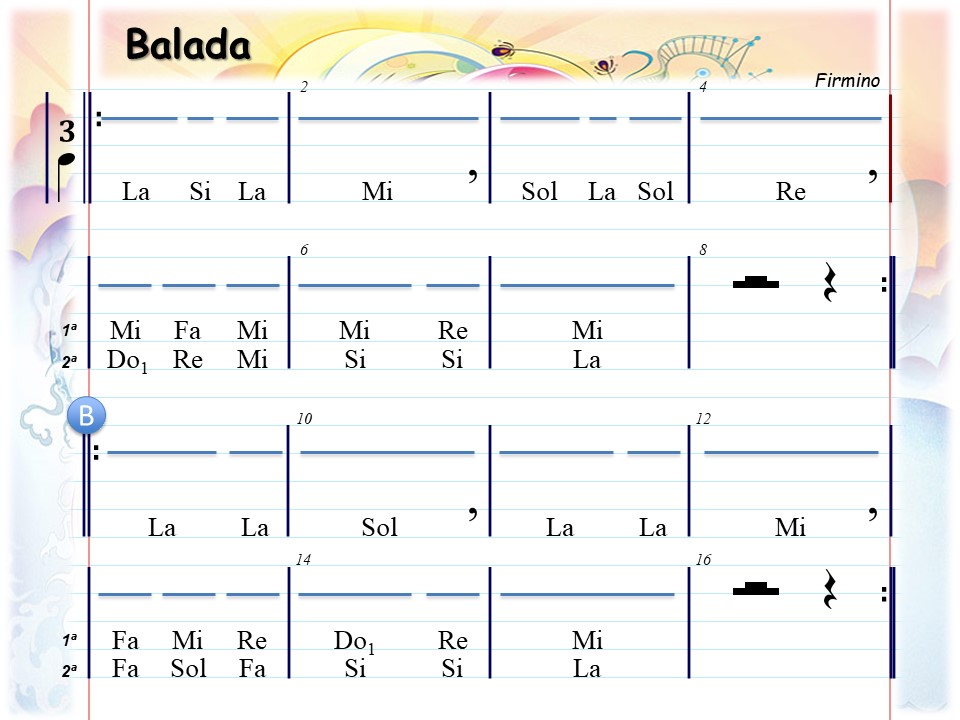 Balada
Firmino
2 4
3
La Si La Mi , Sol La Sol Re ,
6 8
1ª Mi Fa Mi Mi Re Mi
2ª Do1 Re Mi Si Si La
B
10 12
La La Sol , La La Mi ,
14 16
1ª Fa Mi Re Do1 Re Mi
2ª Fa Sol Fa Si Si La